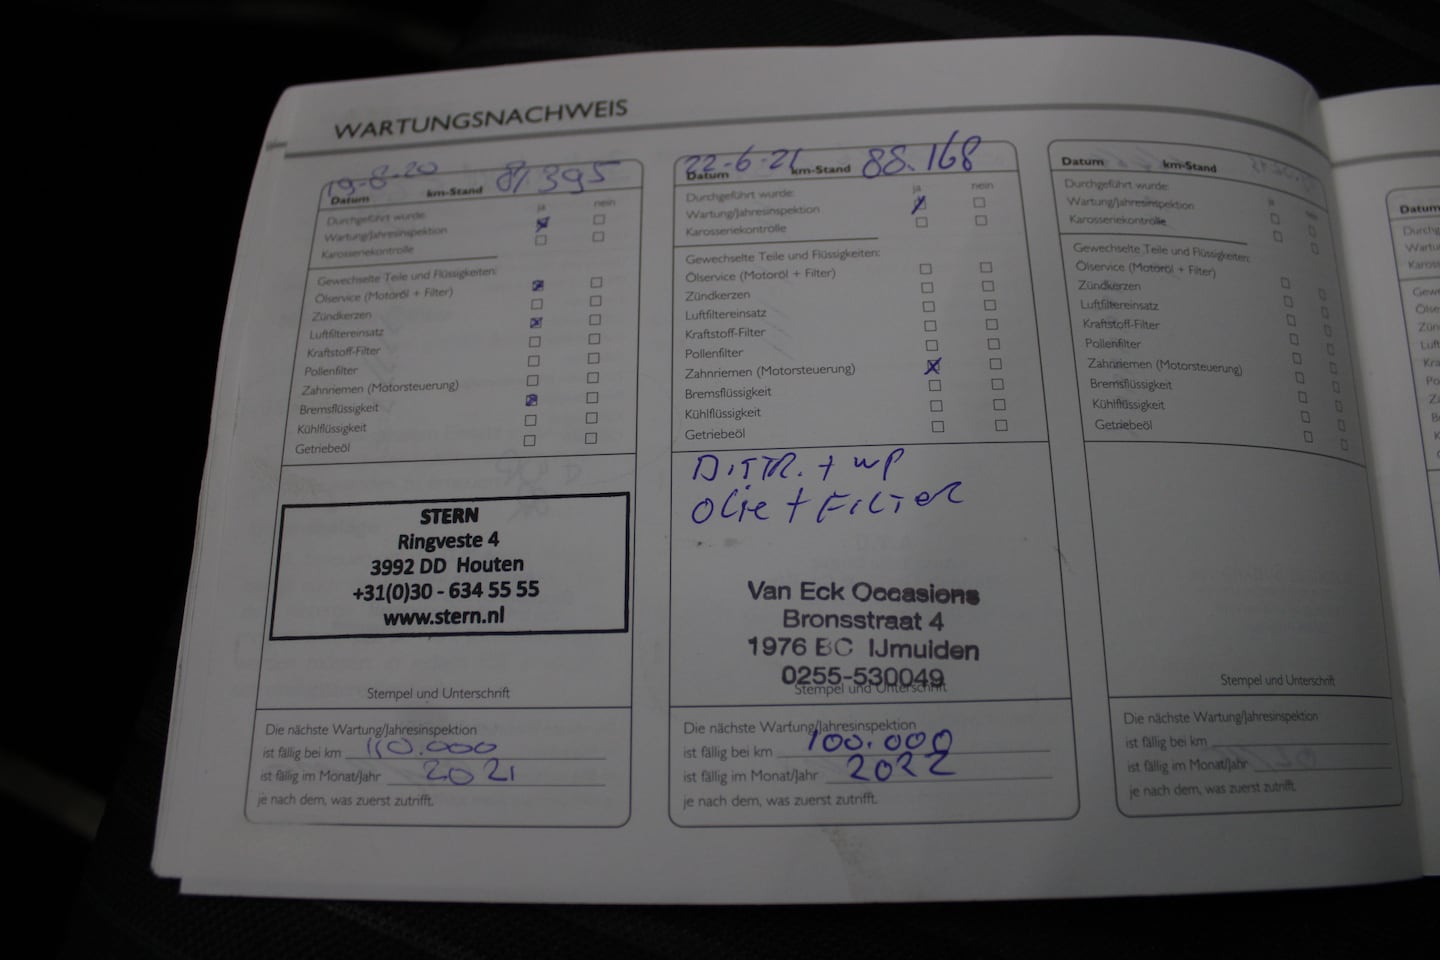 WARTUNGSNACHWEIS
19-8-20 81395
Datum km-Stand
ja nein
Durchgeführt wurde:
Wartung/Jahresinspektion
Karosseriekontrolle
Gewechselte Teile und Flüssigkeiten:
Ölservice (Motoröl + Filter)
Zündkerzen
Luftfiltereinsatz
Kraftstoff-Filter
Pollenfilter
Zahnriemen (Motorsteuerung)
Bremsflüssigkeit
Kühlflüssigkeit
Getriebeöl
STERN
Ringveste 4
3992 DD Houten
+31(0)30 - 634 55 55
www.stern.nl
Stempel und Unterschrift
Die nächste Wartung/Jahresinspektion
ist fällig bei km 110.000
ist fällig im Monat/Jahr 2021
je nach dem, was zuerst zutrifft.
22-6-21 88.168
Datum km-Stand
ja nein
Durchgeführt wurde:
Wartung/Jahresinspektion
Karosseriekontrolle
Gewechselte Teile und Flüssigkeiten:
Ölservice (Motoröl + Filter)
Zündkerzen
Luftfiltereinsatz
Kraftstoff-Filter
Pollenfilter
Zahnriemen (Motorsteuerung)
Bremsflüssigkeit
Kühlflüssigkeit
Getriebeöl
DiSTR. + WP
Olie + Filter
Van Eck Occasions
Bronsstraat 4
1976 BC IJmuiden
0255-530049
Stempel und Unterschrift
Die nächste Wartung/Jahresinspektion
ist fällig bei km 100.000
ist fällig im Monat/Jahr 2022
je nach dem, was zuerst zutrifft.
Datum km-Stand
ja nein
Durchgeführt wurde:
Wartung/Jahresinspektion
Karosseriekontrolle
Gewechselte Teile und Flüssigkeiten:
Ölservice (Motoröl + Filter)
Zündkerzen
Luftfiltereinsatz
Kraftstoff-Filter
Pollenfilter
Zahnriemen (Motorsteuerung)
Bremsflüssigkeit
Kühlflüssigkeit
Getriebeöl
Stempel und Unterschrift
Die nächste Wartung/Jahresinspektion
ist fällig bei km
ist fällig im Monat/Jahr
je nach dem, was zuerst zutrifft.
Datum